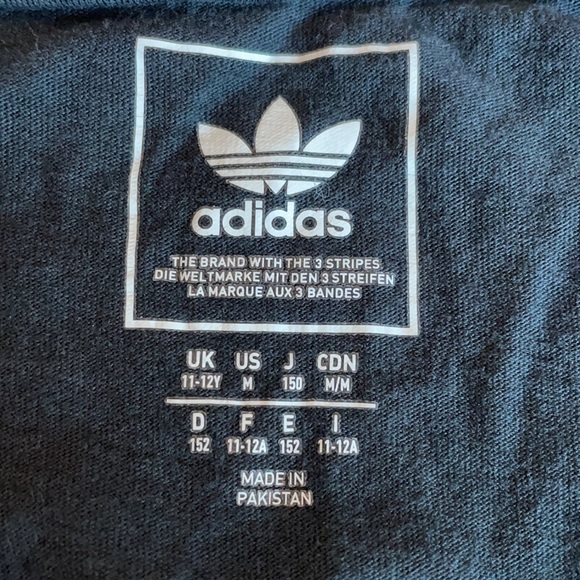 adidas
THE BRAND WITH THE 3 STRIPES
DIE WELTMARKE MIT DEN 3 STREIFEN
LA MARQUE AUX 3 BANDES
UK US J CDN
11-12Y M 150 M/M
D F E I
152 11-12A 152 11-12A
MADE IN
PAKISTAN